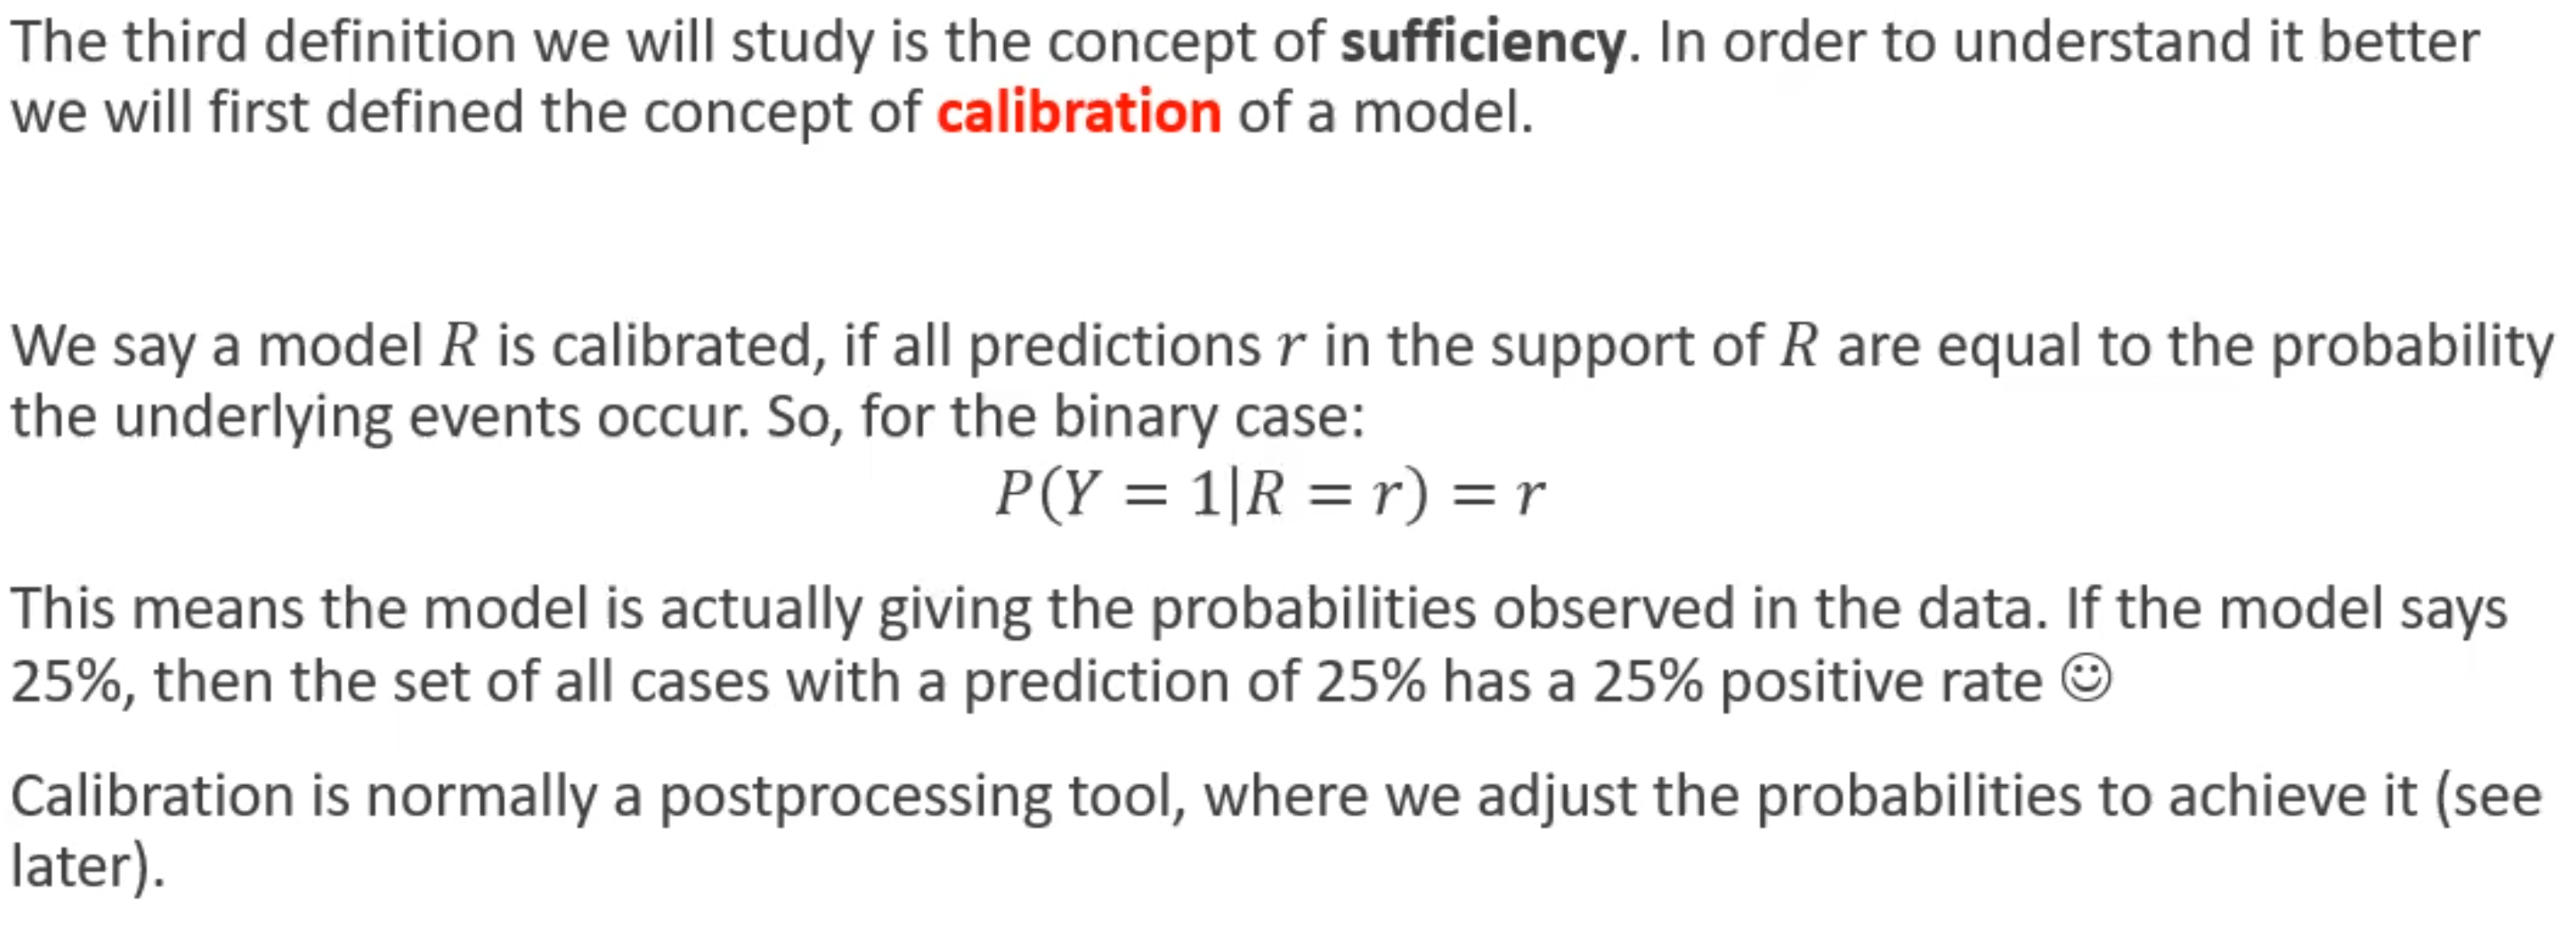 The third definition we will study is the concept of sufficiency. In order to understand it better
we will first defined the concept of calibration of a model.
We say a model R is calibrated, if all predictions r in the support of R are equal to the probability
the underlying events occur. So, for the binary case:
P(Y = 1|R = r) = r
This means the model is actually giving the probabilities observed in the data. If the model says
25%, then the set of all cases with a prediction of 25% has a 25% positive rate ☺
Calibration is normally a postprocessing tool, where we adjust the probabilities to achieve it (see
later).